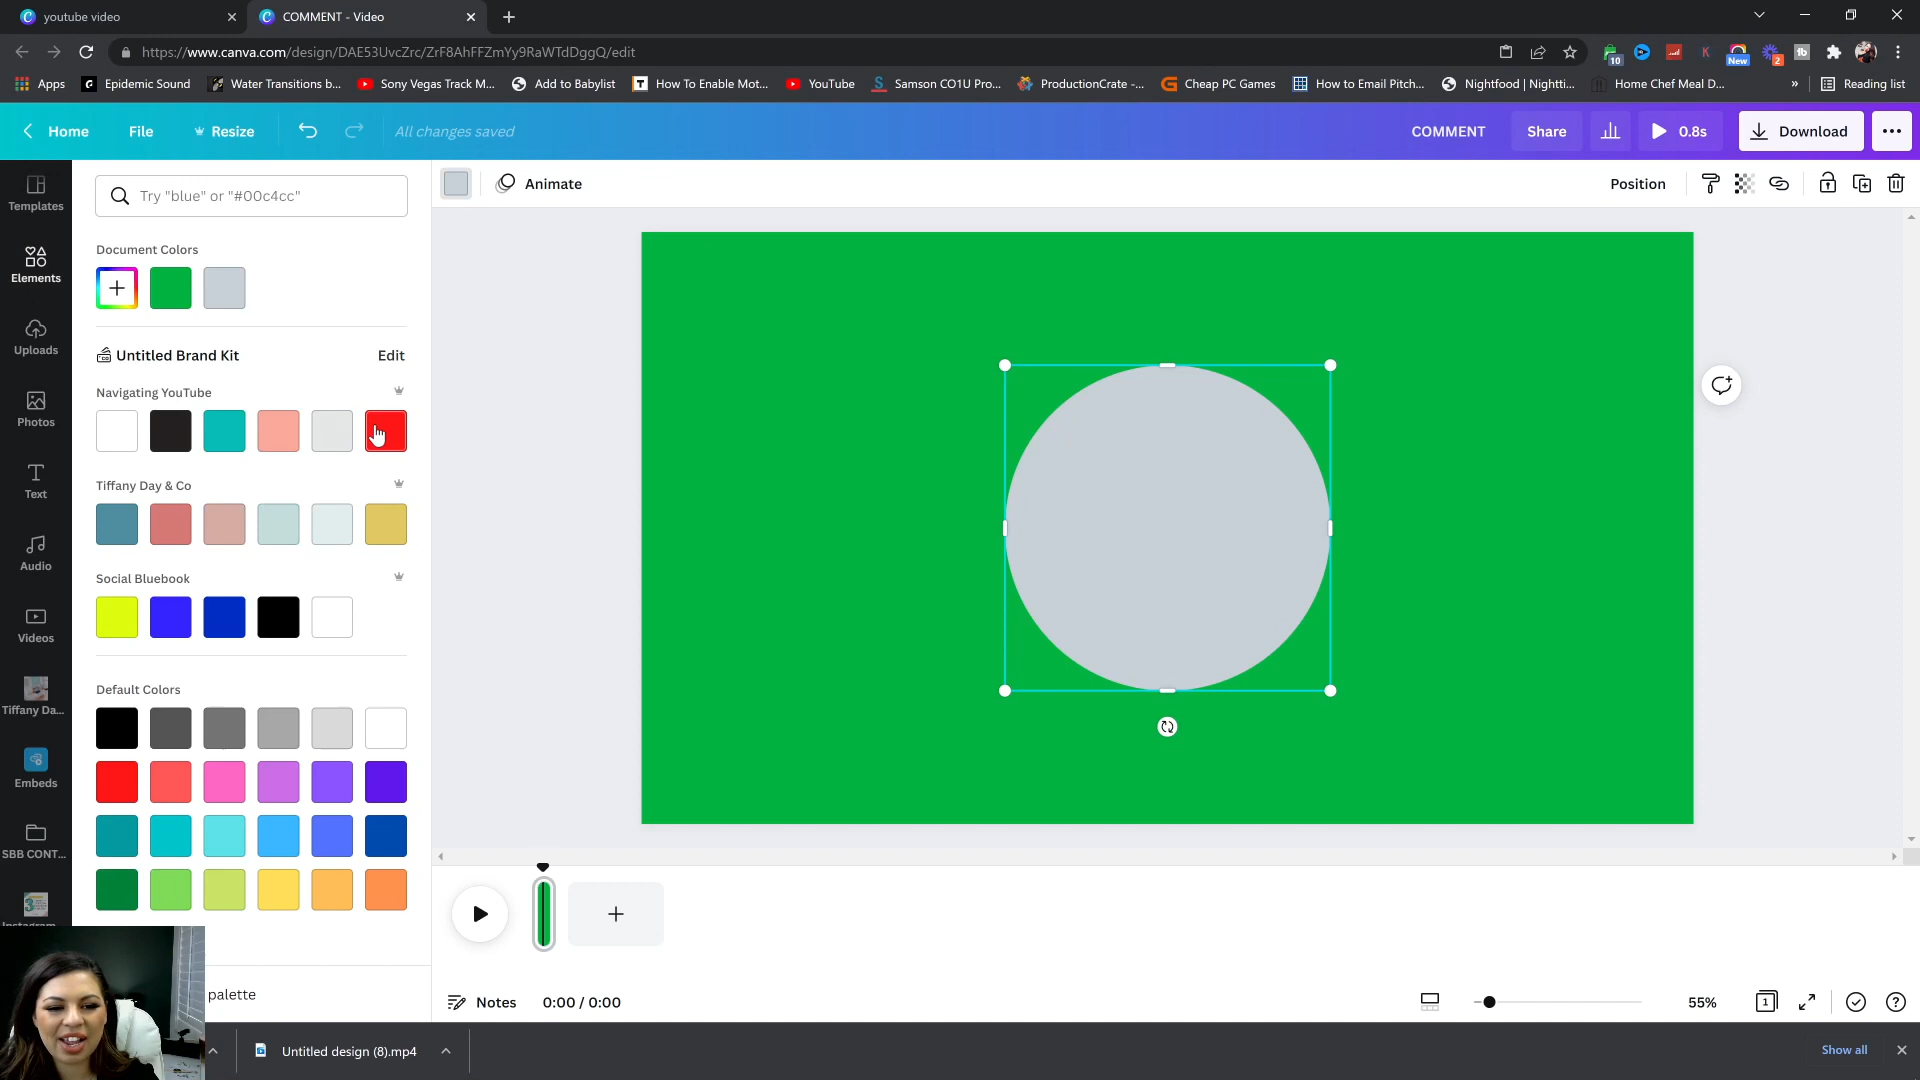 youtube video
COMMENT - Video
https://www.canva.com/design/DAE53UvcZrc/ZrF8AhFFZmYy9RaWTdDggQ/edit
10
New
2
Apps
Epidemic Sound
Water Transitions b...
Sony Vegas Track M...
Add to Babylist
How To Enable Mot...
YouTube
Samson CO1U Pro...
ProductionCrate -...
Cheap PC Games
How to Email Pitch...
Nightfood | Nightti...
Home Chef Meal D...
»
Reading list
Home
File
Resize
All changes saved
COMMENT
Share
0.8s
Download
Templates
Elements
Uploads
Photos
Text
Audio
Videos
Tiffany Da...
Embeds
SBB CONT...
Try "blue" or "#00c4cc"
Document Colors
Untitled Brand Kit
Edit
Navigating YouTube
Tiffany Day & Co
Social Bluebook
Default Colors
palette
Animate
Position
Notes
0:00 / 0:00
55%
1
Untitled design (8).mp4
Show all